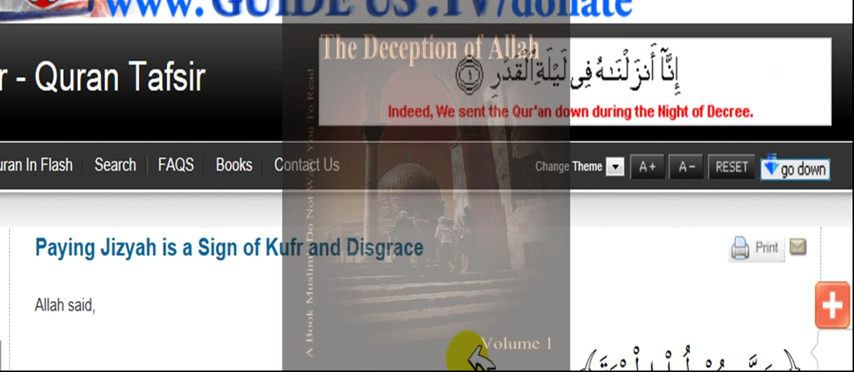 www.GUIDE US.TV/donate
The Deception of Allah
r - Quran Tafsir
إِنَّآ أَنزَلْنَـٰهُ فِى لَيْلَةِ ٱلْقَدْرِ ١
Indeed, We sent the Qur'an down during the Night of Decree.
uran In Flash Search FAQS Books Contact Us Change Theme A+ A- RESET go down
A Book Muslims Do Not Want You To Read
Paying Jizyah is a Sign of Kufr and Disgrace
Print
Allah said,
Volume 1